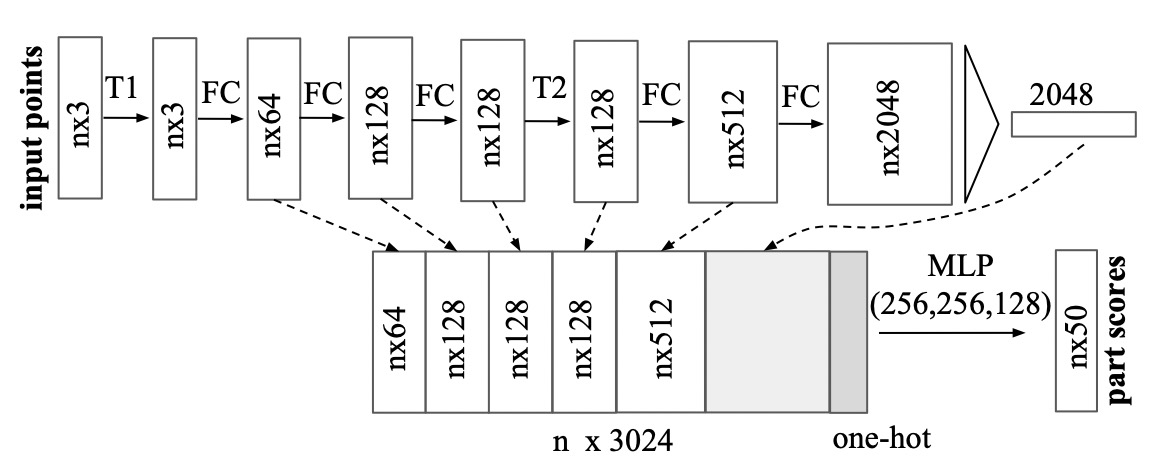 input points
nx3
T1
nx3
FC
nx64
FC
nx128
FC
nx128
T2
nx128
FC
nx512
FC
nx2048
2048
nx64
nx128
nx128
nx128
nx512
MLP
(256,256,128)
nx50
part scores
n x 3024
one-hot